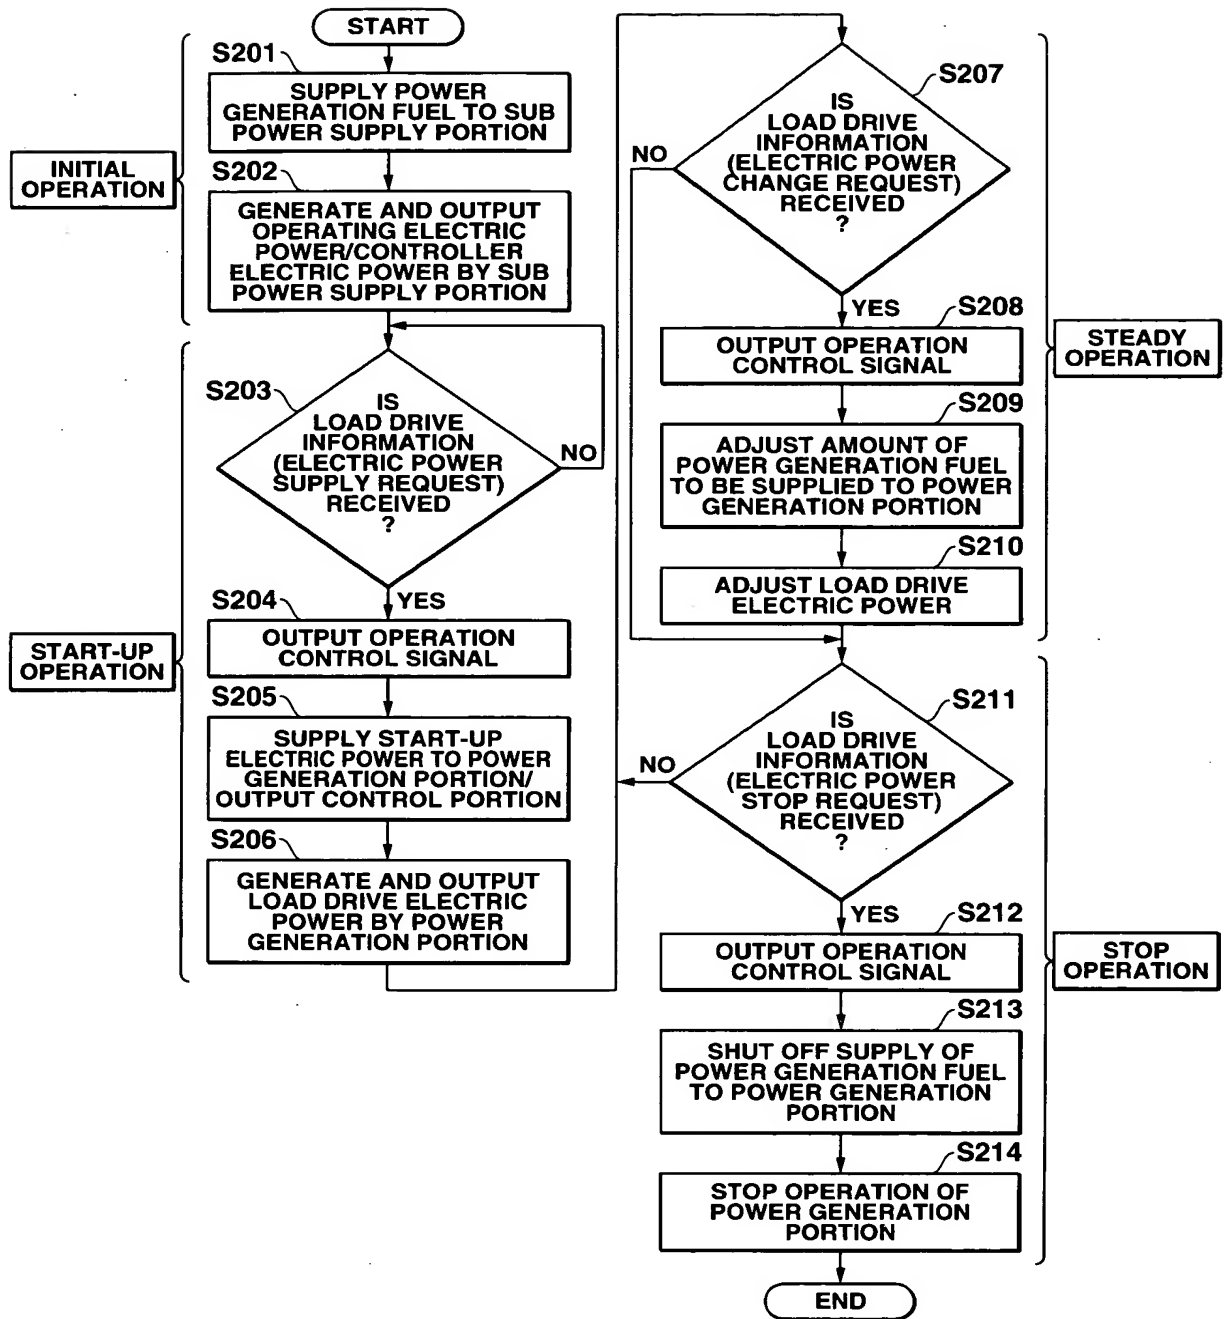 START
S201
SUPPLY POWER
GENERATION FUEL TO SUB
POWER SUPPLY PORTION
INITIAL
OPERATION
S202
GENERATE AND OUTPUT
OPERATING ELECTRIC
POWER/CONTROLLER
ELECTRIC POWER BY SUB
POWER SUPPLY PORTION
S203
IS
LOAD DRIVE
INFORMATION
(ELECTRIC POWER
SUPPLY REQUEST)
RECEIVED
?
NO
YES
S204
OUTPUT OPERATION
CONTROL SIGNAL
START-UP
OPERATION
S205
SUPPLY START-UP
ELECTRIC POWER TO POWER
GENERATION PORTION/
OUTPUT CONTROL PORTION
S206
GENERATE AND OUTPUT
LOAD DRIVE ELECTRIC
POWER BY POWER
GENERATION PORTION
S207
IS
LOAD DRIVE
INFORMATION
(ELECTRIC POWER
CHANGE REQUEST)
RECEIVED
?
NO
YES
S208
OUTPUT OPERATION
CONTROL SIGNAL
STEADY
OPERATION
S209
ADJUST AMOUNT OF
POWER GENERATION FUEL
TO BE SUPPLIED TO POWER
GENERATION PORTION
S210
ADJUST LOAD DRIVE
ELECTRIC POWER
S211
IS
LOAD DRIVE
INFORMATION
(ELECTRIC POWER
STOP REQUEST)
RECEIVED
?
NO
YES
S212
OUTPUT OPERATION
CONTROL SIGNAL
STOP
OPERATION
S213
SHUT OFF SUPPLY OF
POWER GENERATION FUEL
TO POWER GENERATION
PORTION
S214
STOP OPERATION OF
POWER GENERATION
PORTION
END